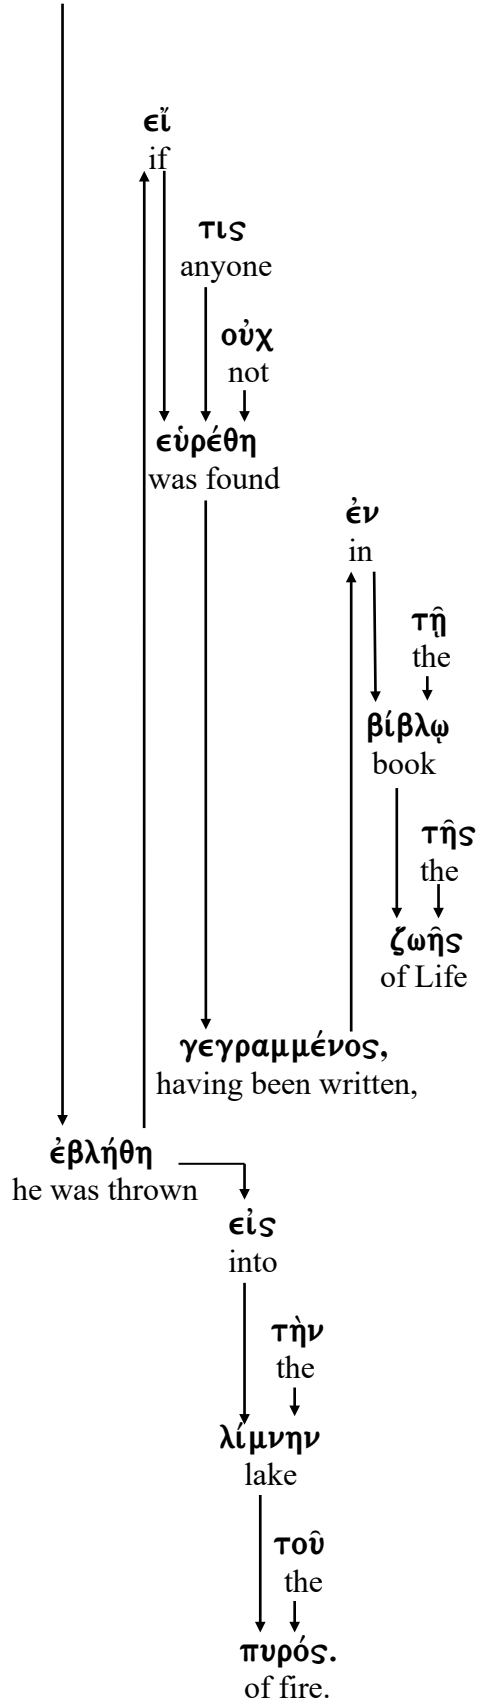 εἴ
if
τις
anyone
οὐχ
not
εὑρέθη
was found
ἐν
in
τῇ
the
βίβλῳ
book
τῆς
the
ζωῆς
of Life
γεγραμμένος,
having been written,
ἐβλήθη
he was thrown
εἰς
into
τὴν
the
λίμνην
lake
τοῦ
the
πυρός.
of fire.